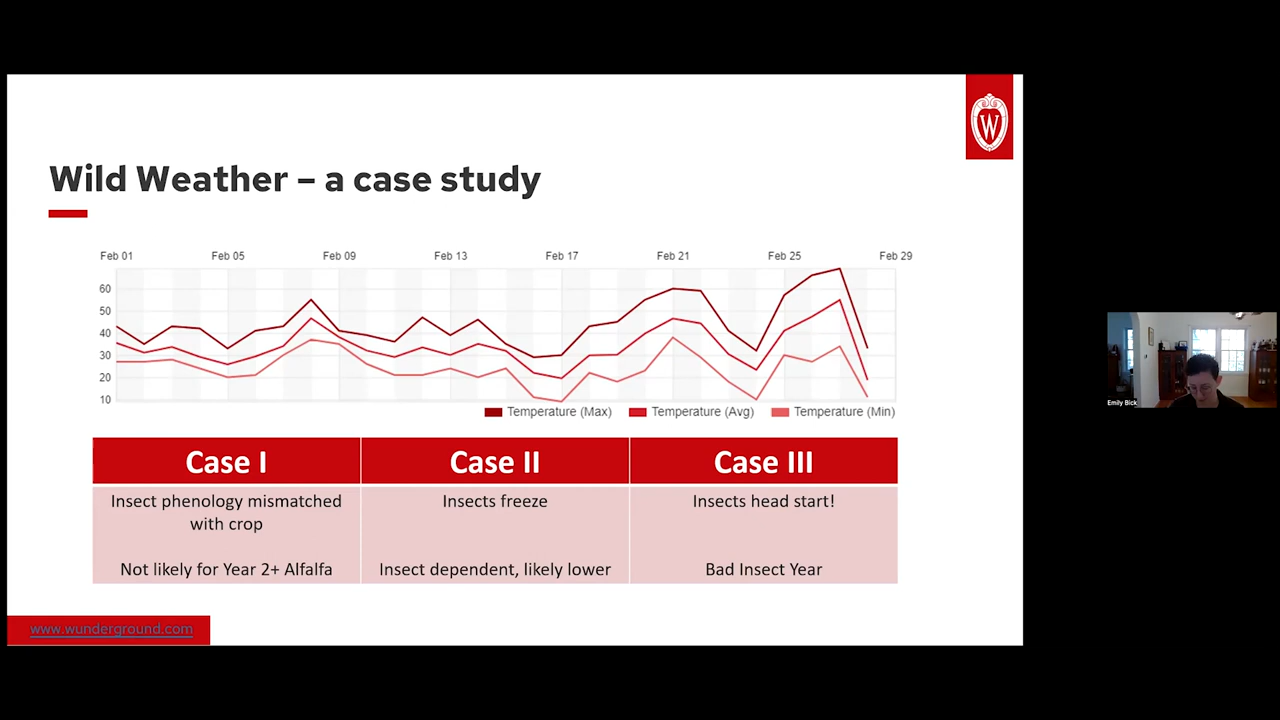 W
Wild Weather – a case study
Feb 01 Feb 05 Feb 09 Feb 13 Feb 17 Feb 21 Feb 25 Feb 29
60
50
40
30
20
10
Temperature (Max) Temperature (Avg) Temperature (Min)
Case I Case II Case III
Insect phenology mismatched Insects freeze Insects head start!
with crop
Not likely for Year 2+ Alfalfa Insect dependent, likely lower Bad Insect Year
www.wunderground.com
Emily Bick